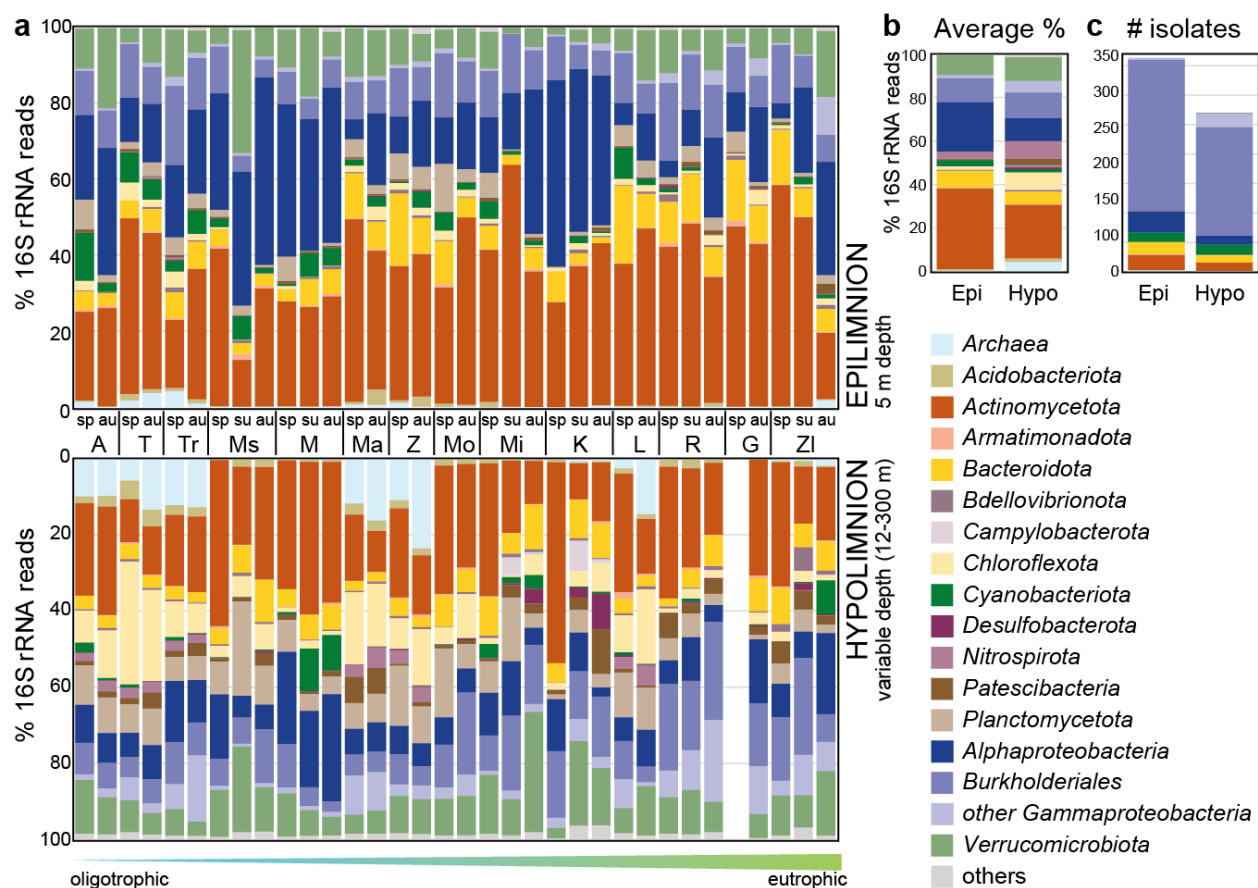 a
% 16S rRNA reads
100
80
60
40
20
0
EPILIMNION
5 m depth
sp au sp au sp au sp su au sp su au sp au sp au sp au sp su au sp su au sp au sp su au sp au sp su au
A T Tr Ms M Ma Z Mo Mi K L R G Zl
% 16S rRNA reads
0
20
40
60
80
100
HYPOLIMNION
variable depth (12-300 m)
oligotrophic
eutrophic
b
Average %
% 16S rRNA reads
100
80
60
40
20
0
Epi Hypo
c
# isolates
350
300
250
200
150
100
50
0
Epi Hypo
Archaea
Acidobacteriota
Actinomycetota
Armatimonadota
Bacteroidota
Bdellovibrionota
Campylobacterota
Chloroflexota
Cyanobacteriota
Desulfobacterota
Nitrospirota
Patescibacteria
Planctomycetota
Alphaproteobacteria
Burkholderiales
other Gammaproteobacteria
Verrucomicrobiota
others